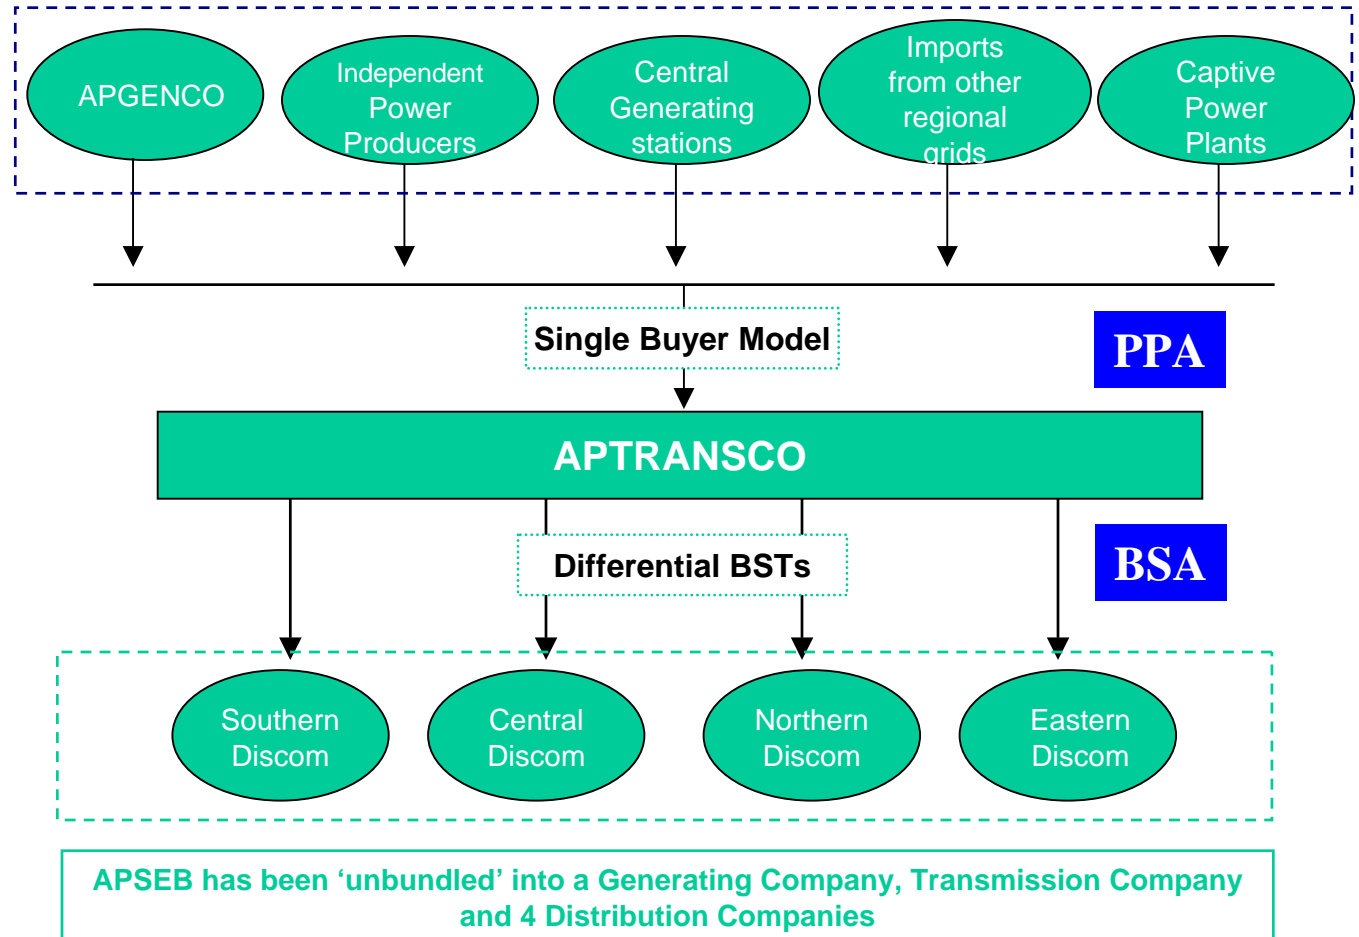 APGENCO
Independent
Power
Producers
Central
Generating
stations
Imports
from other
regional
grids
Captive
Power
Plants
Single Buyer Model
PPA
APTRANSCO
Differential BSTs
BSA
Southern
Discom
Central
Discom
Northern
Discom
Eastern
Discom
APSEB has been ‘unbundled’ into a Generating Company, Transmission Company
and 4 Distribution Companies